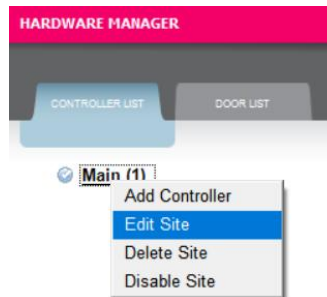 HARDWARE MANAGER
CONTROLLER LIST DOOR LIST
Main (1)
Add Controller
Edit Site
Delete Site
Disable Site